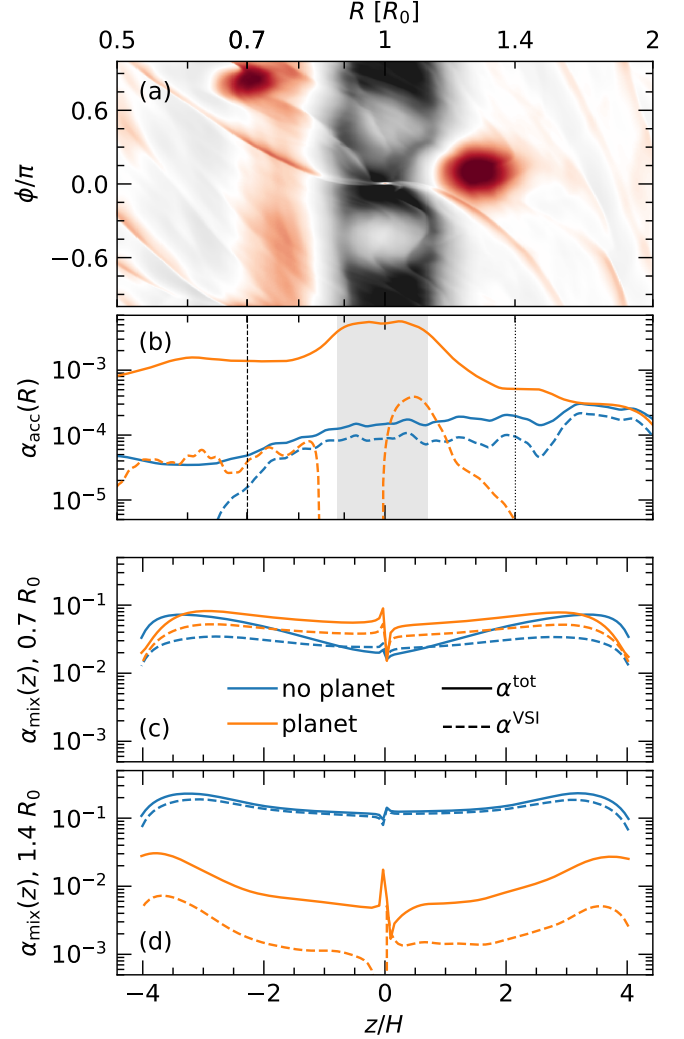 R [R₀]
0.5 0.7 1 1.4 2
(a)
0.6
0.0
−0.6
ϕ/π
(b)
10⁻³
10⁻⁴
10⁻⁵
α_acc(R)
10⁻¹
10⁻²
10⁻³
α_mix(z), 0.7 R₀
no planet α^tot
planet α^VSI
(c)
10⁻¹
10⁻²
10⁻³
α_mix(z), 1.4 R₀
(d)
−4 −2 0 2 4
z/H